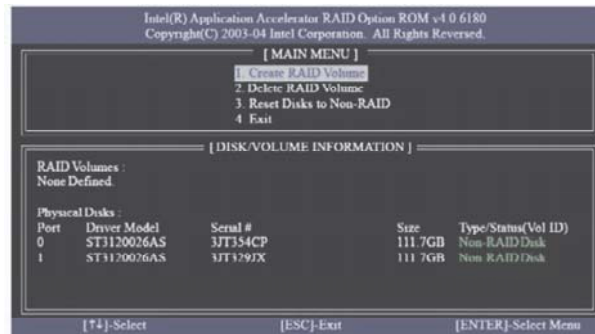 Intel(R) Application Accelerator RAID Option ROM v4 0 6180
Copyright(C) 2003-04 Intel Corporation. All Rights Reversed.
[ MAIN MENU ]
1. Create RAID Volume
2. Delete RAID Volume
3. Reset Disks to Non-RAID
4 Exit
[ DISK/VOLUME INFORMATION ]
RAID Volumes :
None Defined.
Physical Disks :
Port Driver Model Serial # Size Type/Status(Vol ID)
0 ST3120026AS 3JT354CP 111.7GB Non-RAID Disk
1 ST3120026AS 3JT329JX 111 7GB Non RAID Disk
[↑↓]-Select [ESC]-Exit [ENTER]-Select Menu